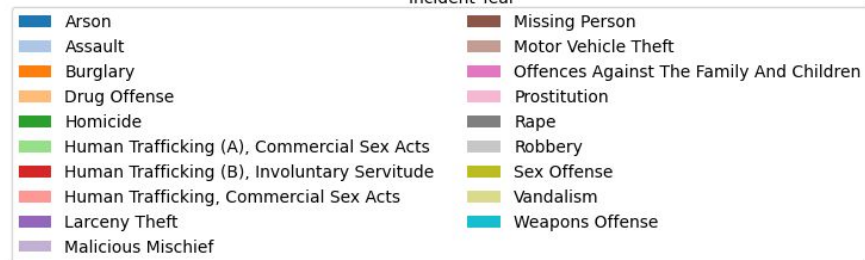 Incident Year
Arson
Assault
Burglary
Drug Offense
Homicide
Human Trafficking (A), Commercial Sex Acts
Human Trafficking (B), Involuntary Servitude
Human Trafficking, Commercial Sex Acts
Larceny Theft
Malicious Mischief
Missing Person
Motor Vehicle Theft
Offences Against The Family And Children
Prostitution
Rape
Robbery
Sex Offense
Vandalism
Weapons Offense